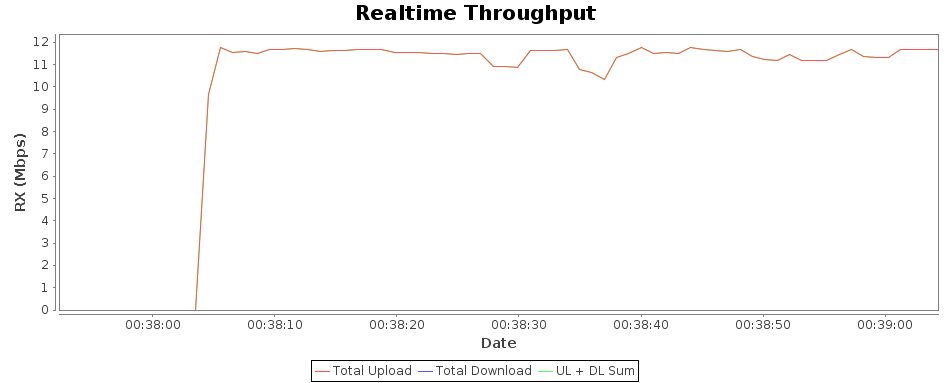 Realtime Throughput
12
11
10
9
8
7
6
5
4
3
2
1
0
RX (Mbps)
00:38:00 00:38:10 00:38:20 00:38:30 00:38:40 00:38:50 00:39:00
Date
Total Upload Total Download UL + DL Sum